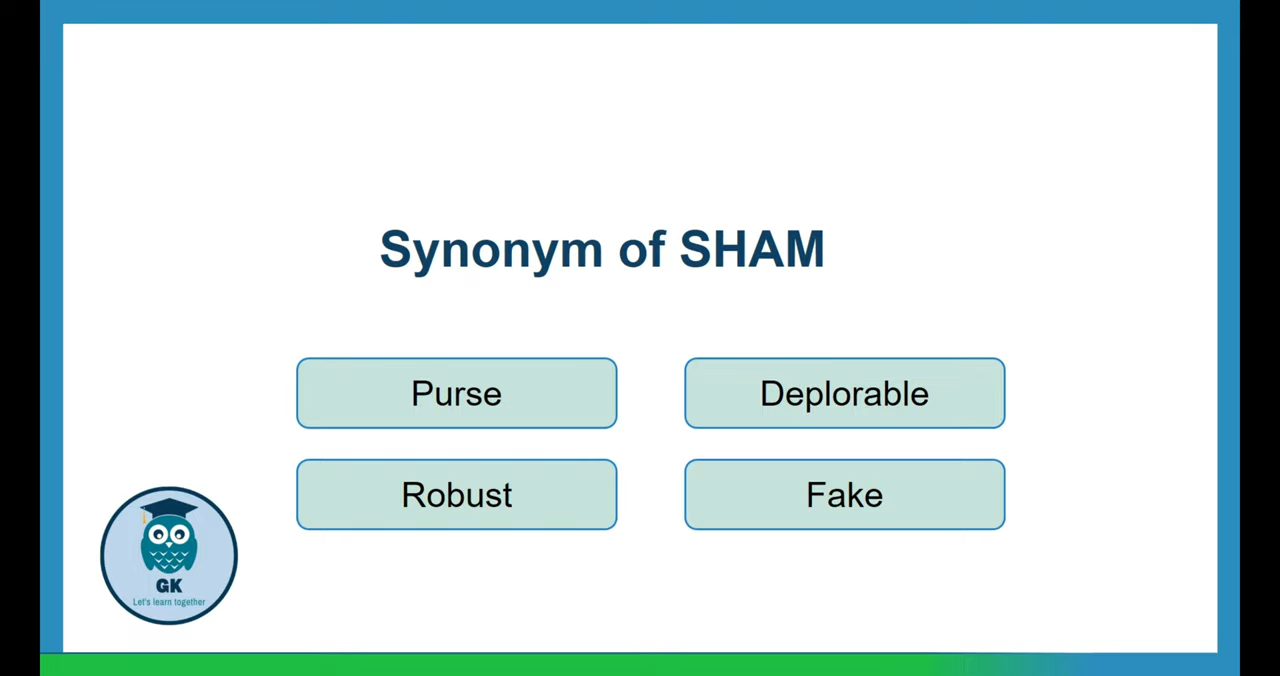 Synonym of SHAM
Purse
Deplorable
Robust
Fake
GK
Let's learn together